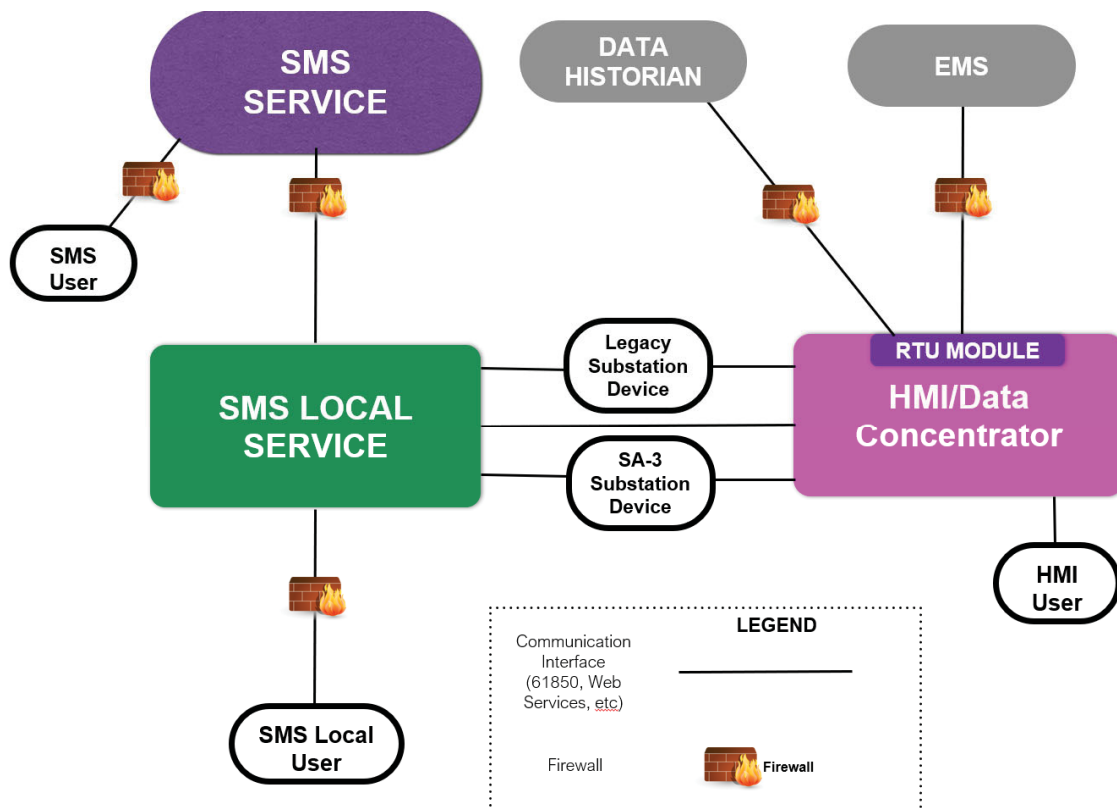 SMS
SERVICE
DATA
HISTORIAN
EMS
SMS
User
SMS LOCAL
SERVICE
Legacy
Substation
Device
SA-3
Substation
Device
RTU MODULE
HMI/Data
Concentrator
HMI
User
SMS Local
User
LEGEND
Communication
Interface
(61850, Web
Services, etc)
Firewall
Firewall